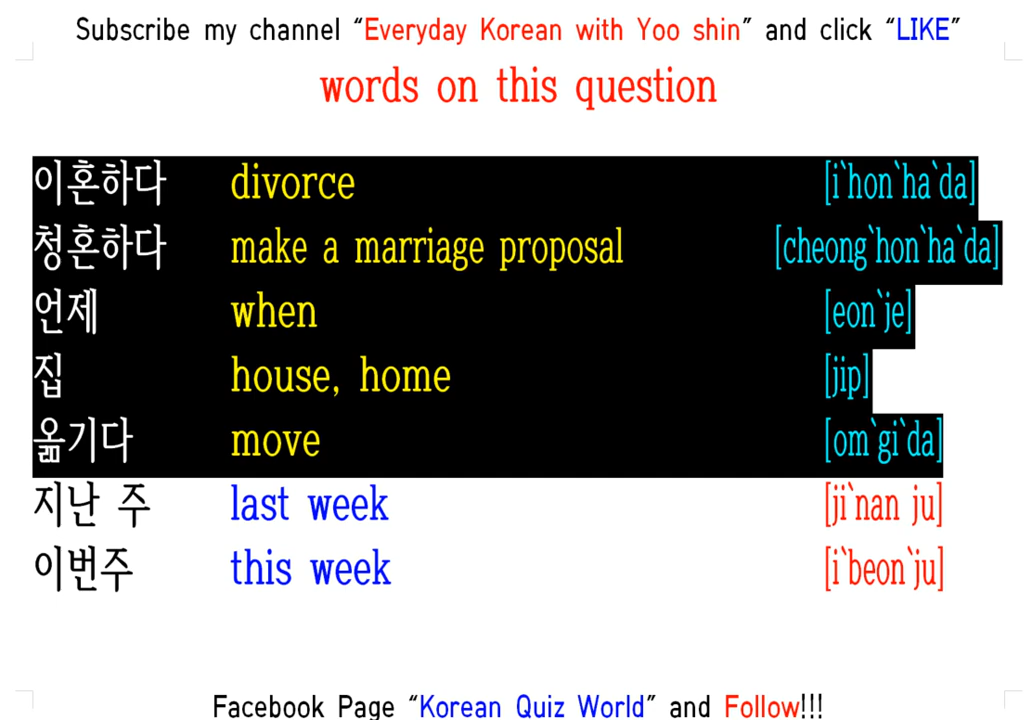 Subscribe my channel “Everyday Korean with Yoo shin” and click “LIKE”
words on this question
이혼하다 divorce [i`hon`ha`da]
청혼하다 make a marriage proposal [cheong`hon`ha`da]
언제 when [eon`je]
집 house, home [jip]
옮기다 move [om`gi`da]
지난 주 last week [ji`nan ju]
이번주 this week [i`beon`ju]
Facebook Page “Korean Quiz World” and Follow!!!